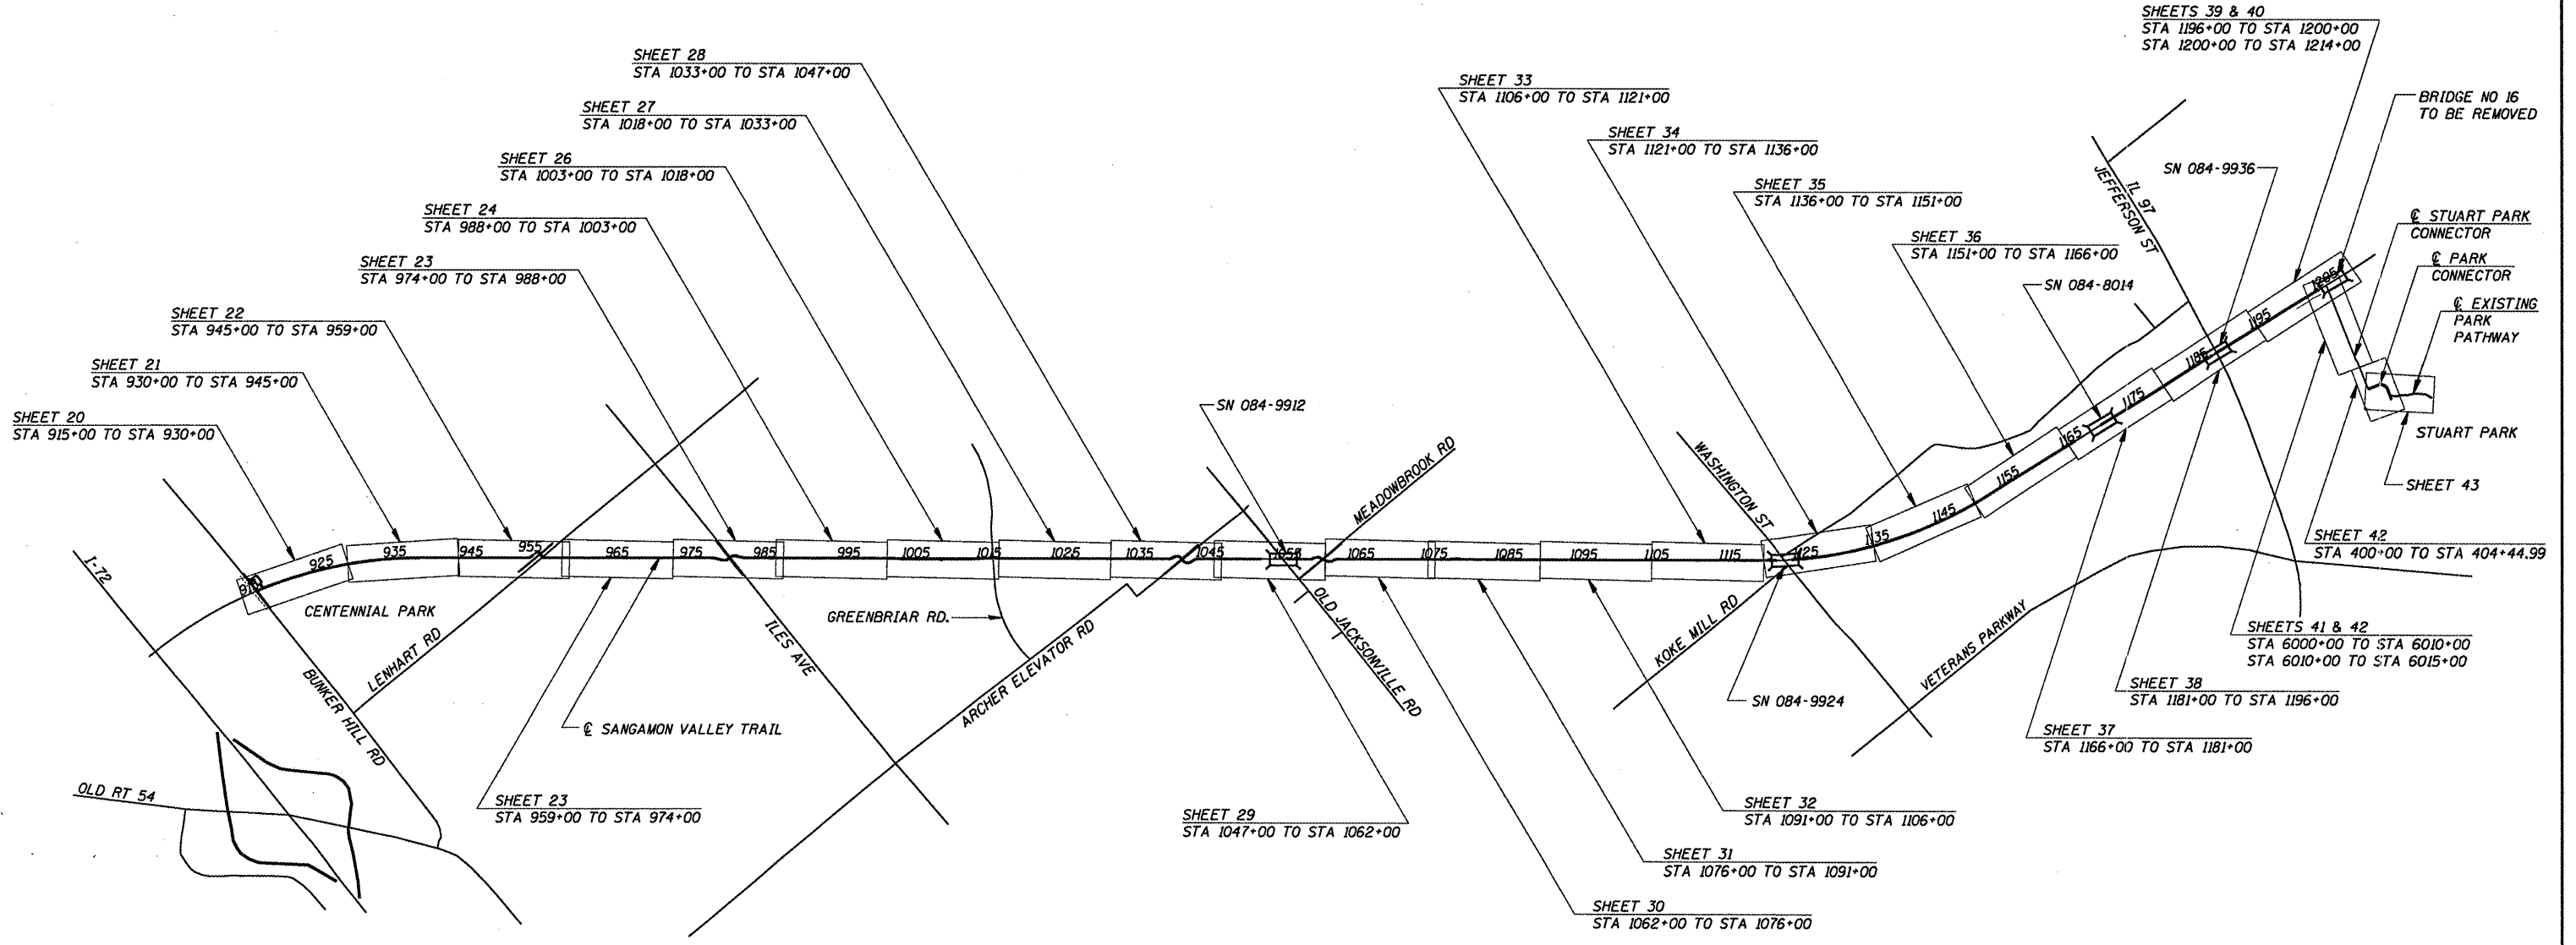 SHEETS 39 & 40
STA 1196+00 TO STA 1200+00
STA 1200+00 TO STA 1214+00
SHEET 28
STA 1033+00 TO STA 1047+00
SHEET 33
STA 1106+00 TO STA 1121+00
BRIDGE NO 16
TO BE REMOVED
SHEET 27
STA 1018+00 TO STA 1033+00
SHEET 34
STA 1121+00 TO STA 1136+00
SHEET 26
STA 1003+00 TO STA 1018+00
SN 084-9936
IL 97
JEFFERSON ST
SHEET 35
STA 1136+00 TO STA 1151+00
SHEET 24
STA 988+00 TO STA 1003+00
℄ STUART PARK
CONNECTOR
SHEET 36
STA 1151+00 TO STA 1166+00
SHEET 23
STA 974+00 TO STA 988+00
℄ PARK
CONNECTOR
SN 084-8014
℄ EXISTING
PARK
PATHWAY
SHEET 22
STA 945+00 TO STA 959+00
SHEET 21
STA 930+00 TO STA 945+00
SHEET 20
STA 915+00 TO STA 930+00
SN 084-9912
MEADOWBROOK RD
WASHINGTON ST
STUART PARK
SHEET 43
925
935
945
955
965
975
985
995
1005
1015
1025
1035
1045
1055
1065
1075
1085
1095
1105
1115
1125
1135
1145
1155
1165
1175
1185
1195
1205
I-72
CENTENNIAL PARK
BUNKER HILL RD
LENHART RD
ILES AVE
GREENBRIAR RD.
ARCHER ELEVATOR RD
OLD JACKSONVILLE RD
KOKE MILL RD
VETERANS PARKWAY
SHEET 42
STA 400+00 TO STA 404+44.99
SHEETS 41 & 42
STA 6000+00 TO STA 6010+00
STA 6010+00 TO STA 6015+00
SHEET 38
STA 1181+00 TO STA 1196+00
SN 084-9924
℄ SANGAMON VALLEY TRAIL
SHEET 37
STA 1166+00 TO STA 1181+00
OLD RT 54
SHEET 23
STA 959+00 TO STA 974+00
SHEET 29
STA 1047+00 TO STA 1062+00
SHEET 32
STA 1091+00 TO STA 1106+00
SHEET 31
STA 1076+00 TO STA 1091+00
SHEET 30
STA 1062+00 TO STA 1076+00